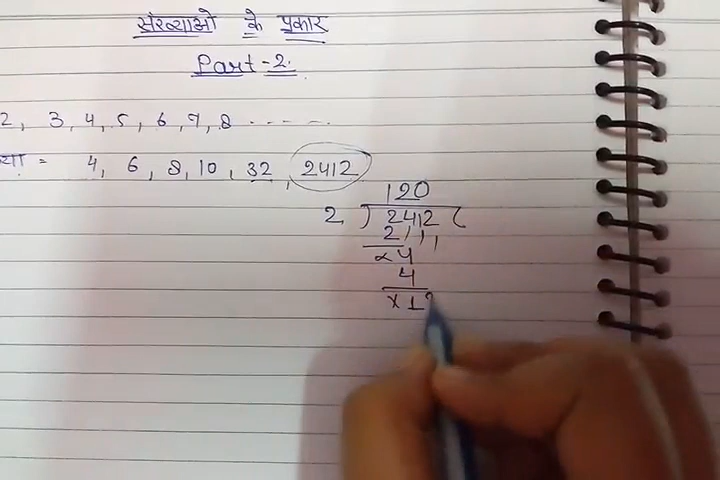 संख्याओ के प्रकार
Part-2.
2, 3, 4, 5, 6, 7, 8 -----.
= 4, 6, 8, 10, 32, 2412
120
2 ) 2412 (
2
× 4
4
× 1